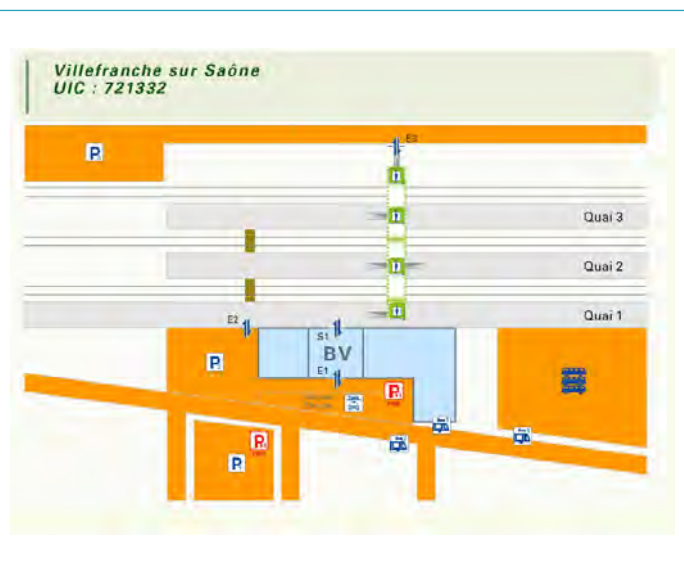 Villefranche sur Saône
UIC : 721332
E3
P
Quai 3
Quai 2
Quai 1
E2
S1
P
BV
E1
P
P
P